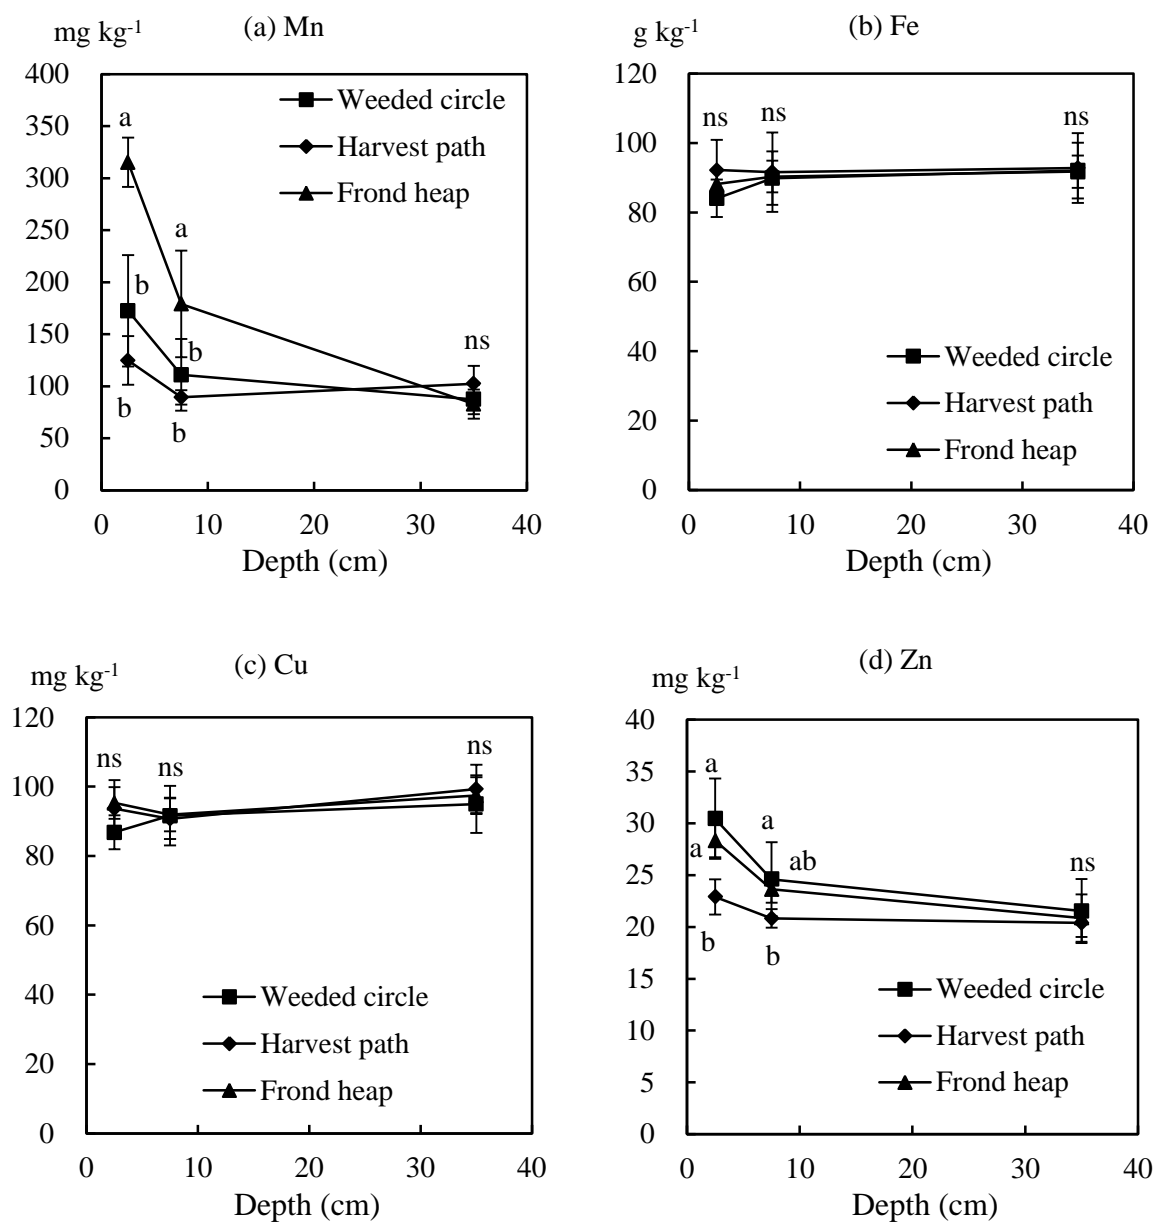 (a) Mn
mg kg-1
400
350
300
250
200
150
100
50
0
a
a
b
b
b
b
ns
Weeded circle
Harvest path
Frond heap
0 10 20 30 40
Depth (cm)
(b) Fe
g kg-1
120
100
80
60
40
20
0
ns
ns
ns
Weeded circle
Harvest path
Frond heap
0 10 20 30 40
Depth (cm)
(c) Cu
mg kg-1
120
100
80
60
40
20
0
ns
ns
ns
Weeded circle
Harvest path
Frond heap
0 10 20 30 40
Depth (cm)
(d) Zn
mg kg-1
40
35
30
25
20
15
10
5
0
a
a
a
ab
b
b
ns
Weeded circle
Harvest path
Frond heap
0 10 20 30 40
Depth (cm)